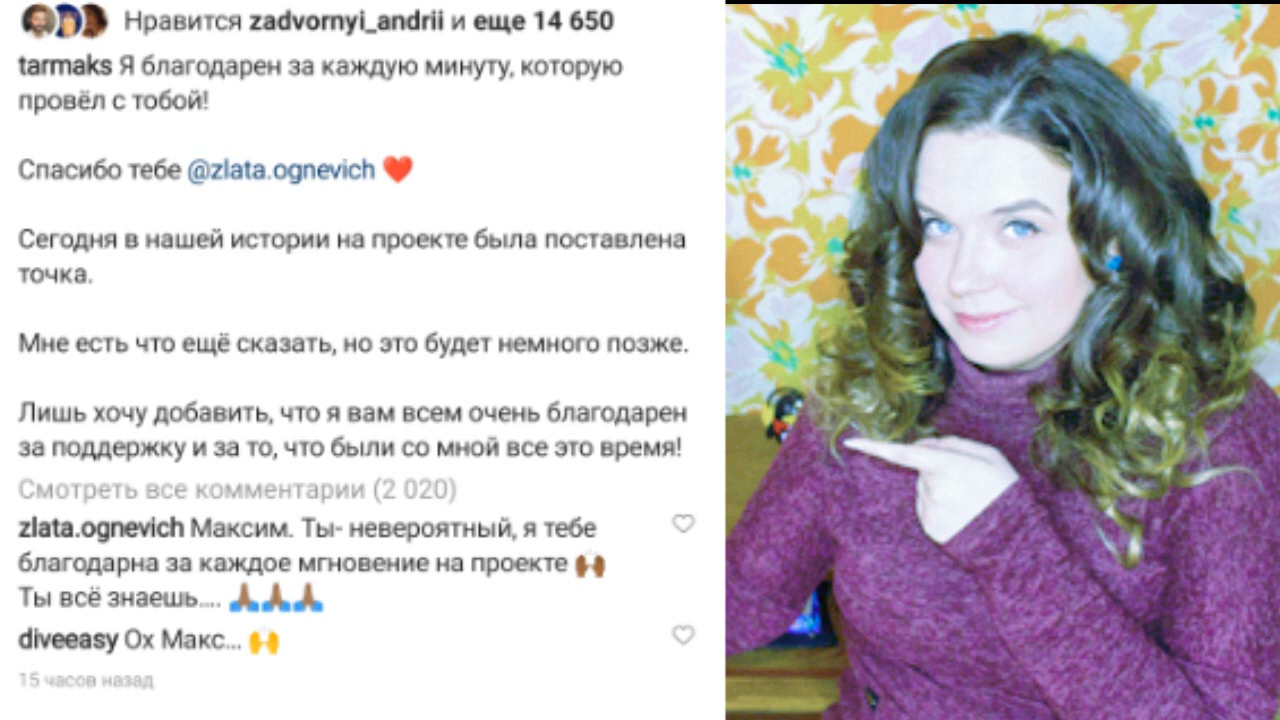 Нравится zadvornyi_andrii и еще 14 650
tarmaks Я благодарен за каждую минуту, которую
провёл с тобой!
Спасибо тебе @zlata.ognevich ❤️
Сегодня в нашей истории на проекте была поставлена
точка.
Мне есть что ещё сказать, но это будет немного позже.
Лишь хочу добавить, что я вам всем очень благодарен
за поддержку и за то, что были со мной все это время!
Смотреть все комментарии (2 020)
zlata.ognevich Максим. Ты- невероятный, я тебе
благодарна за каждое мгновение на проекте 🙌🏾
Ты всё знаешь.... 🙏🏾🙏🏾🙏🏾
diveeasy Ох Макс... 🙌
15 часов назад